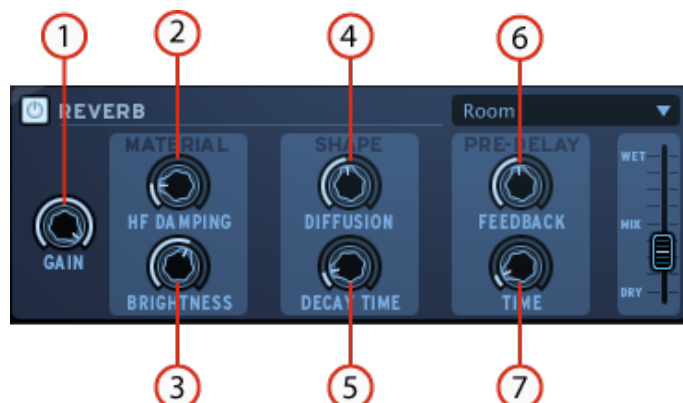 1
2
4
6
REVERB
Room
MATERIAL
SHAPE
PRE-DELAY
WET
HF DAMPING
DIFFUSION
FEEDBACK
MIX
GAIN
BRIGHTNESS
DECAY TIME
TIME
DRY
3
5
7